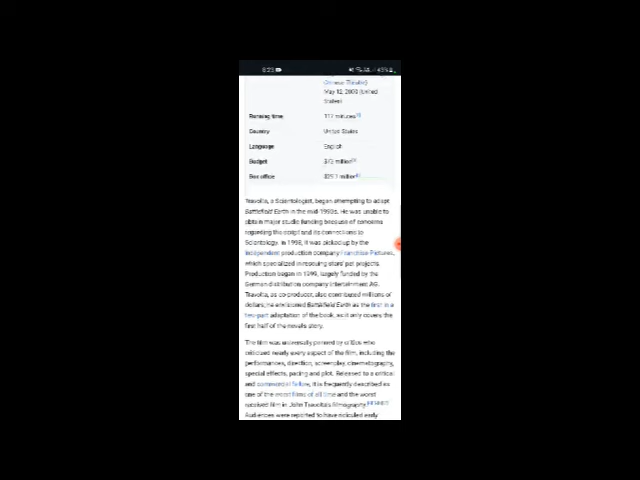 Chinese Theatre)
May 12, 2000 (United
States)
Running time
117 minutes
Country
United States
Language
English
Budget
$73 million
Box office
million
Travolta, a Scientologist, began attempting to adapt
Battlefield Earth in the mid-1990s. He was unable to
obtain major studio funding because of concerns
regarding the script and its connections to
Scientology. In 1998, it was picked up by the
independent production company Franchise Pictures,
which specialized in rescuing stars' pet projects.
Production began in 1999, largely funded by the
German distribution company Intertainment AG.
Travolta, as co-producer, also contributed millions of
dollars. He envisioned Battlefield Earth as the first in a
two-part adaptation of the book, as it only covers the
first half of the novel's story.
The film was universally panned by critics who
criticized nearly every aspect of the film, including the
performances, direction, screenplay, cinematography,
special effects, pacing and plot. Released to a critical
and commercial failure, it is frequently described as
one of the worst films of all time and the worst
received film in John Travolta's filmography.
Audiences were reported to have ridiculed early